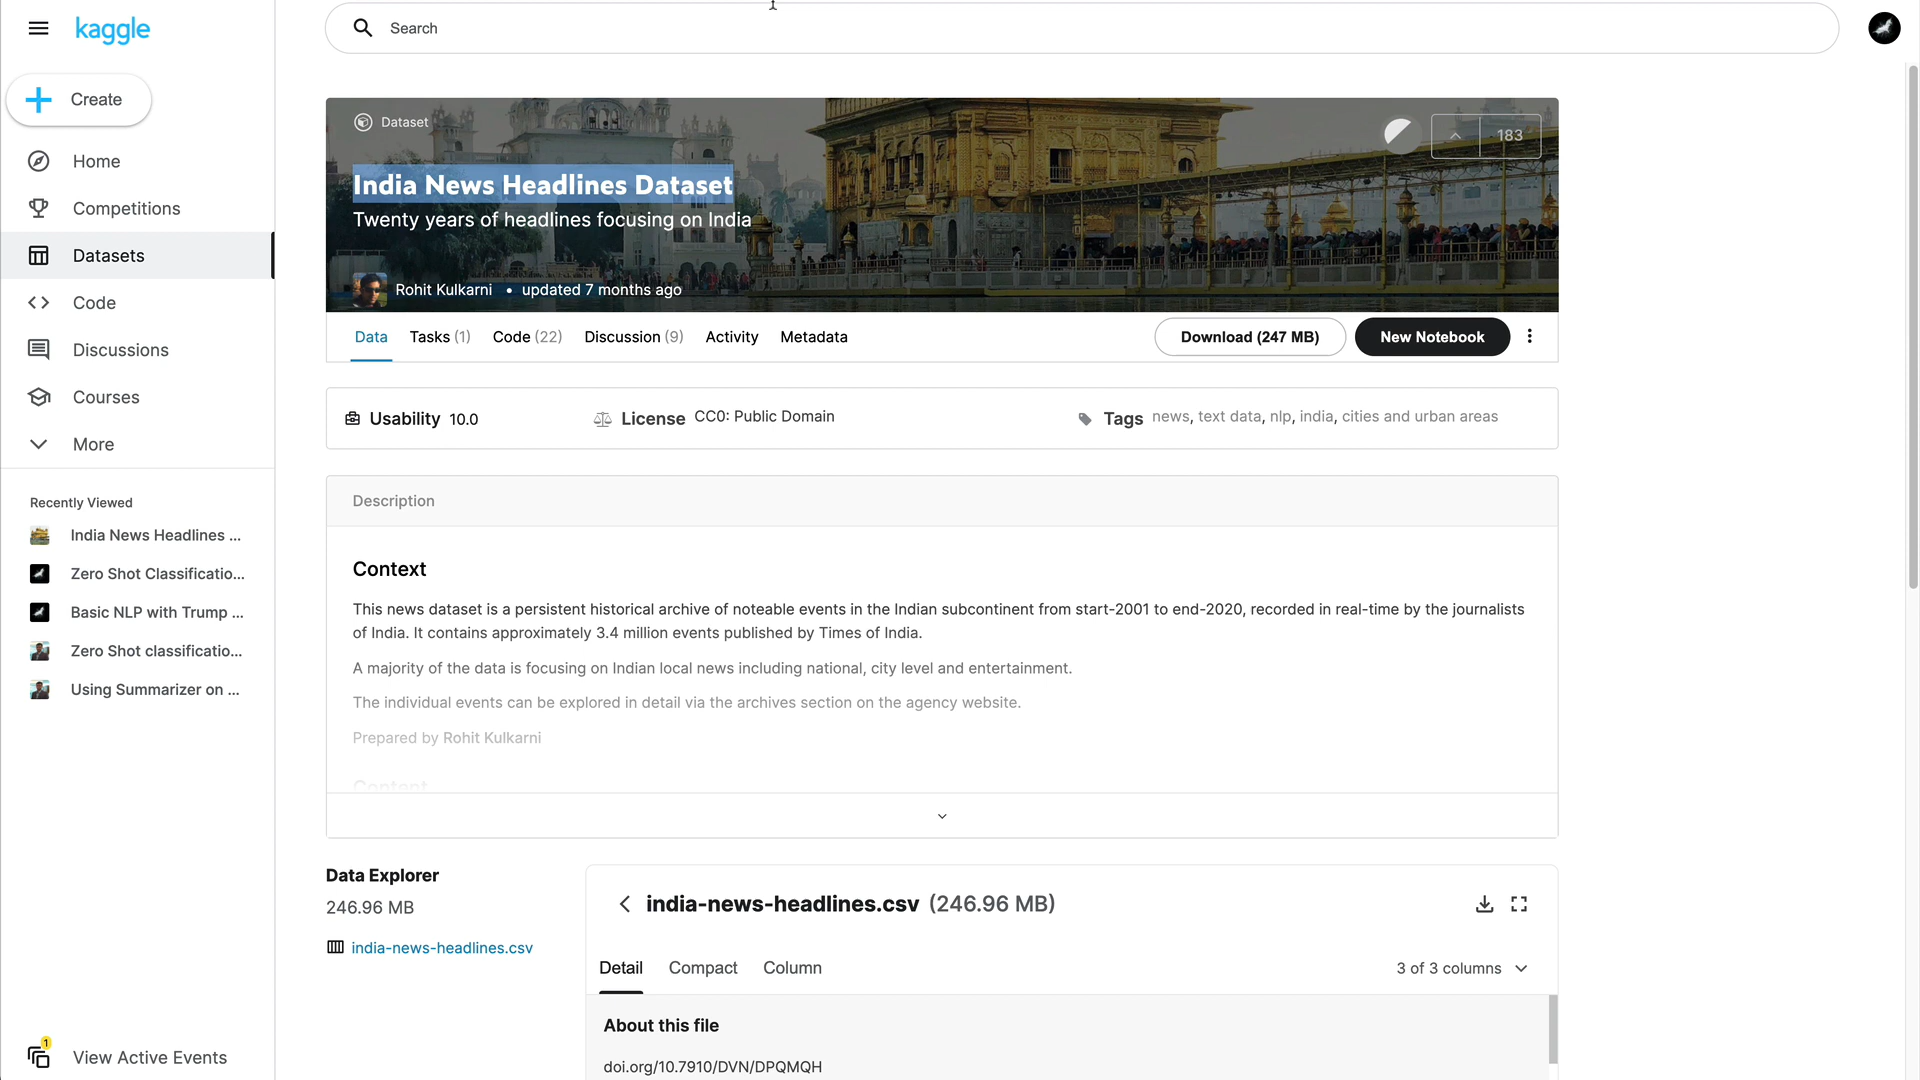 kaggle
Search
Create
Home
Competitions
Datasets
Code
Discussions
Courses
More
Recently Viewed
India News Headlines ...
Zero Shot Classificatio...
Basic NLP with Trump ...
Zero Shot classificatio...
Using Summarizer on ...
1
View Active Events
Dataset
183
India News Headlines Dataset
Twenty years of headlines focusing on India
Rohit Kulkarni • updated 7 months ago
Data Tasks (1) Code (22) Discussion (9) Activity Metadata Download (247 MB) New Notebook
Usability 10.0 License CC0: Public Domain Tags news, text data, nlp, india, cities and urban areas
Description
Context
This news dataset is a persistent historical archive of noteable events in the Indian subcontinent from start-2001 to end-2020, recorded in real-time by the journalists
of India. It contains approximately 3.4 million events published by Times of India.
A majority of the data is focusing on Indian local news including national, city level and entertainment.
The individual events can be explored in detail via the archives section on the agency website.
Prepared by Rohit Kulkarni
Content
Data Explorer
246.96 MB
india-news-headlines.csv
india-news-headlines.csv (246.96 MB)
Detail Compact Column 3 of 3 columns
About this file
doi.org/10.7910/DVN/DPQMQH